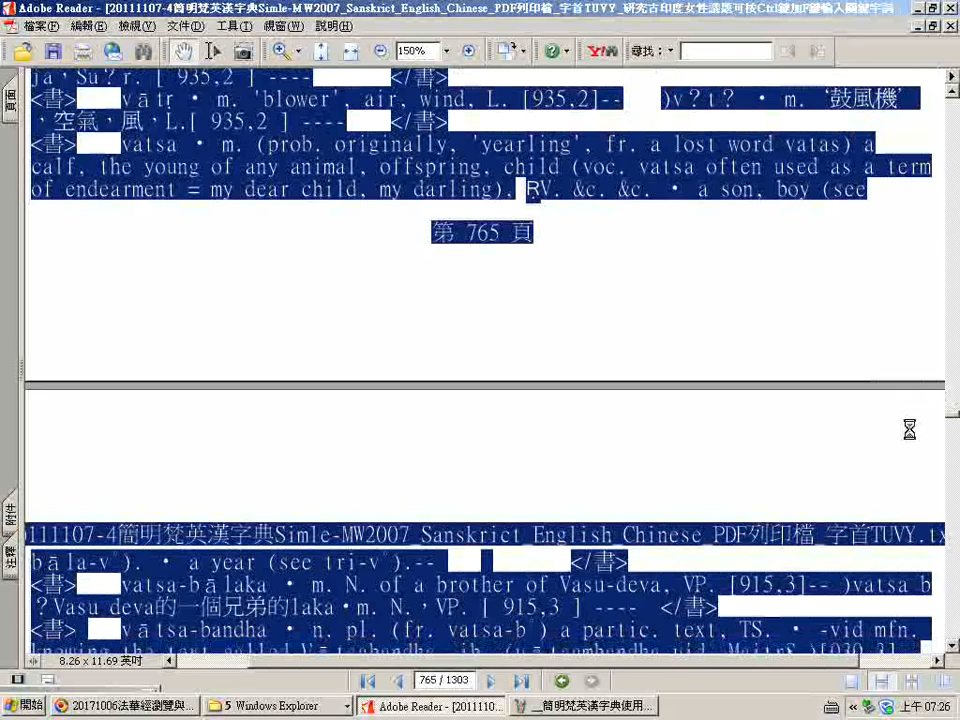 Adobe Reader - [20111107-4簡明梵英漢字典Simle-MW2007_Sanskrict_English_Chinese_PDF列印檔_字首TUVY_研究古印度女性議題可按Ctrl鍵加F鍵輸入關鍵字詞
檔案(F) 編輯(E) 檢視(V) 文件(D) 工具(T) 視窗(W) 說明(H)
150% 尋找:
頁面
ja，Su？r. [ 935,2 ] ---- </書>
<書> vātṛ • m. 'blower', air, wind, L. [935,2]-- )v？t？ • m. ‘鼓風機’
，空氣，風，L.[ 935,2 ] ---- </書>
<書> vatsa • m. (prob. originally, 'yearling', fr. a lost word vatas) a
calf, the young of any animal, offspring, child (voc. vatsa often used as a term
of endearment = my dear child, my darling), RV. &c. &c. • a son, boy (see
第 765 頁
附件
注釋
111107-4簡明梵英漢字典Simle-MW2007_Sanskrict_English_Chinese_PDF列印檔_字首TUVY.tx
bāla-v°). • a year (see tri-v°).-- </書>
<書> vatsa-bālaka • m. N. of a brother of Vasu-deva, VP. [915,3]-- )vatsa b
？Vasu deva的一個兄弟的laka•m. N.，VP. [ 915,3 ] ---- </書>
<書> vātsa-bandha • n. pl. (fr. vatsa-b°) a partic. text, TS. • -vid mfn.
8.26 x 11.69 英吋
765 / 1303
開始 20171006法華經瀏覽與... 5 Windows Explorer Adobe Reader - [2011110... __簡明梵英漢字典使用... 上午 07:26